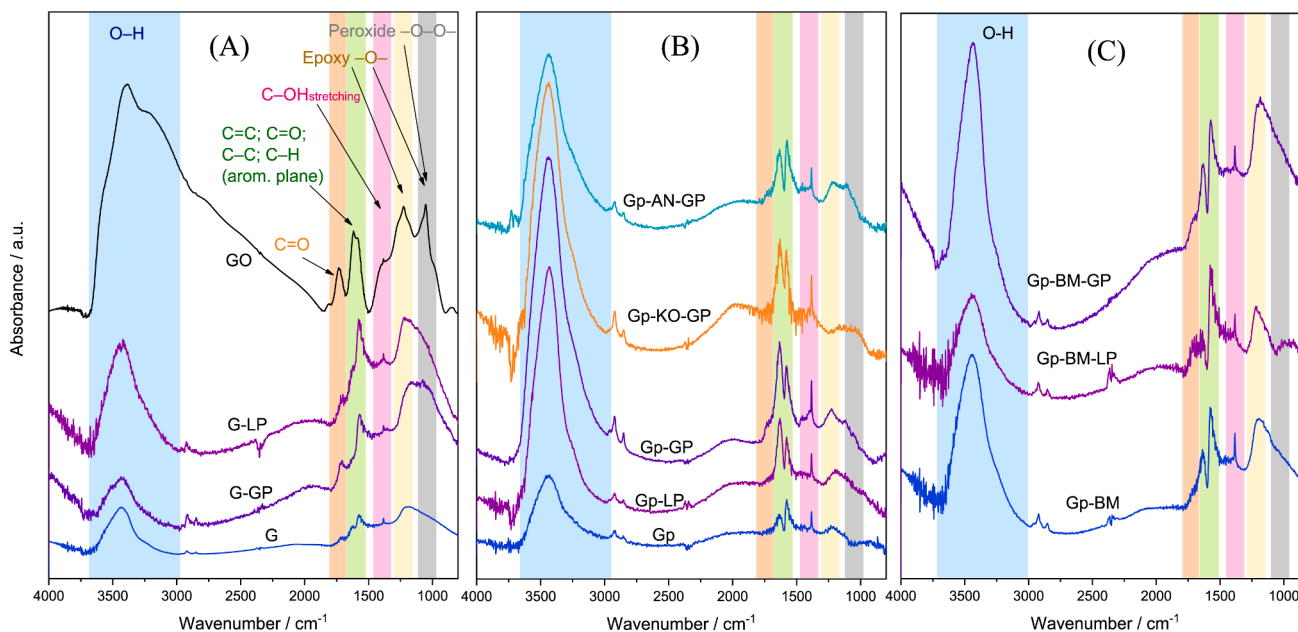 O–H
(A)
Peroxide –O–O–
Epoxy –O–
C–OHstretching
C=C; C=O;
C–C; C–H
(arom. plane)
C=O
GO
G-LP
G-GP
G
Absorbance / a.u.
4000 3500 3000 2500 2000 1500 1000
Wavenumber / cm-1
(B)
Gp-AN-GP
Gp-KO-GP
Gp-GP
Gp-LP
Gp
4000 3500 3000 2500 2000 1500 1000
Wavenumber / cm-1
O-H
(C)
Gp-BM-GP
Gp-BM-LP
Gp-BM
4000 3500 3000 2500 2000 1500 1000
Wavenumber / cm-1